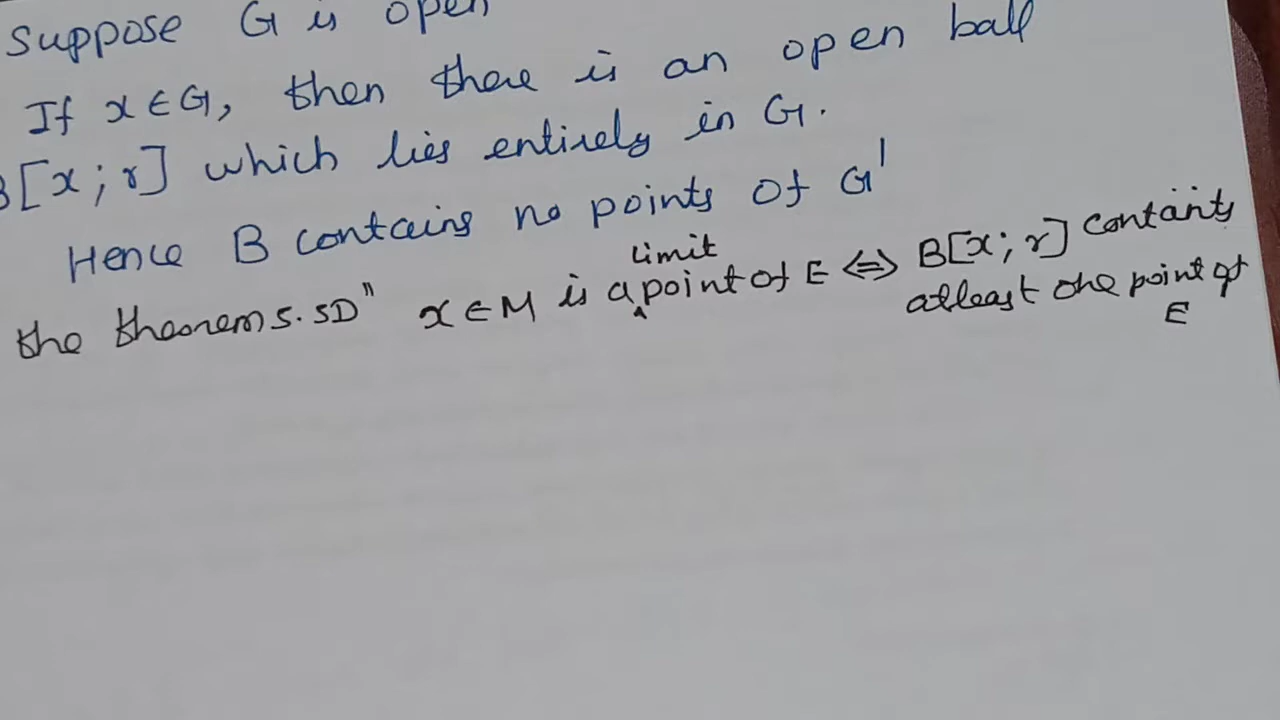 Suppose G is open
If x ∈ G, then there is an open ball
B[x; r] which lies entirely in G.
Hence B contains no points of G'
the theorem 5.5D" x ∈ M is a limit point of E ⇔ B[x; r] contains
atleast one point of
E